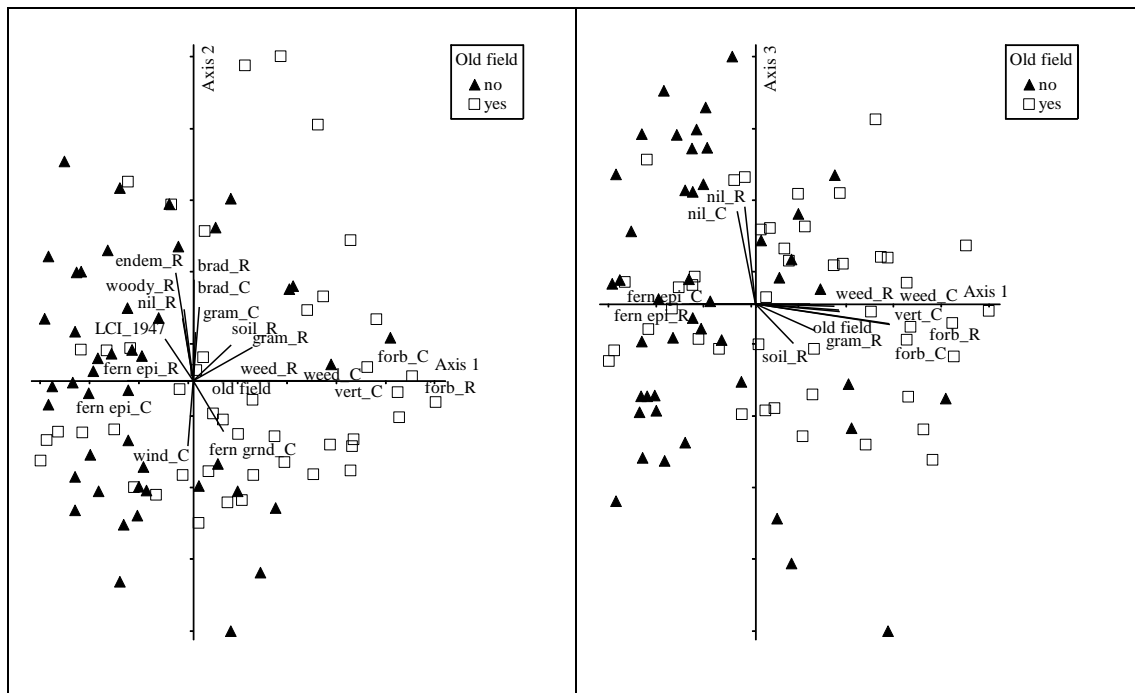 Axis 2
Old field
no
yes
endem_R
brad_R
woody_R
brad_C
nil_R
gram_C
LCI_1947
soil_R
gram_R
forb_C
fern epi_R
weed_R
weed_C
Axis 1
old field
vert_C
forb_R
fern epi_C
wind_C
fern grnd_C
Axis 3
Old field
no
yes
nil_R
nil_C
fern epi_C
weed_R
weed_C
Axis 1
fern epi_R
vert_C
old field
forb_R
gram_R
soil_R
forb_C